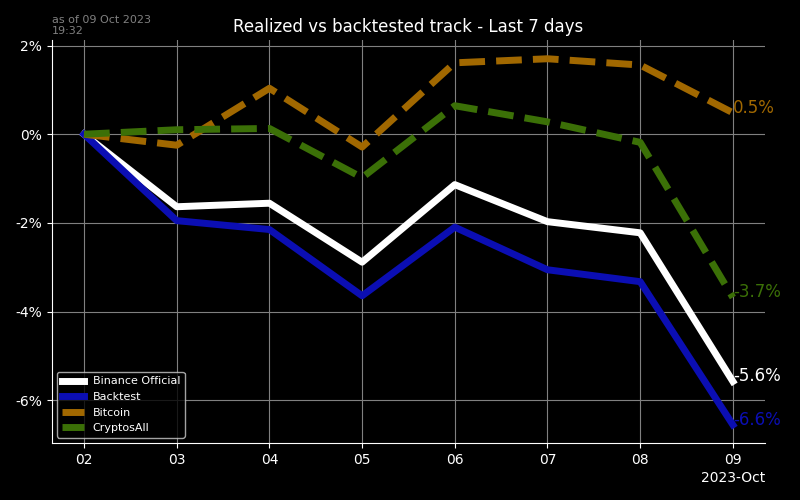 as of 09 Oct 2023
19:32
Realized vs backtested track - Last 7 days
2%
0%
-2%
-4%
-6%
0.5%
-3.7%
-5.6%
-6.6%
Binance Official
Backtest
Bitcoin
CryptosAll
02 03 04 05 06 07 08 09
2023-Oct